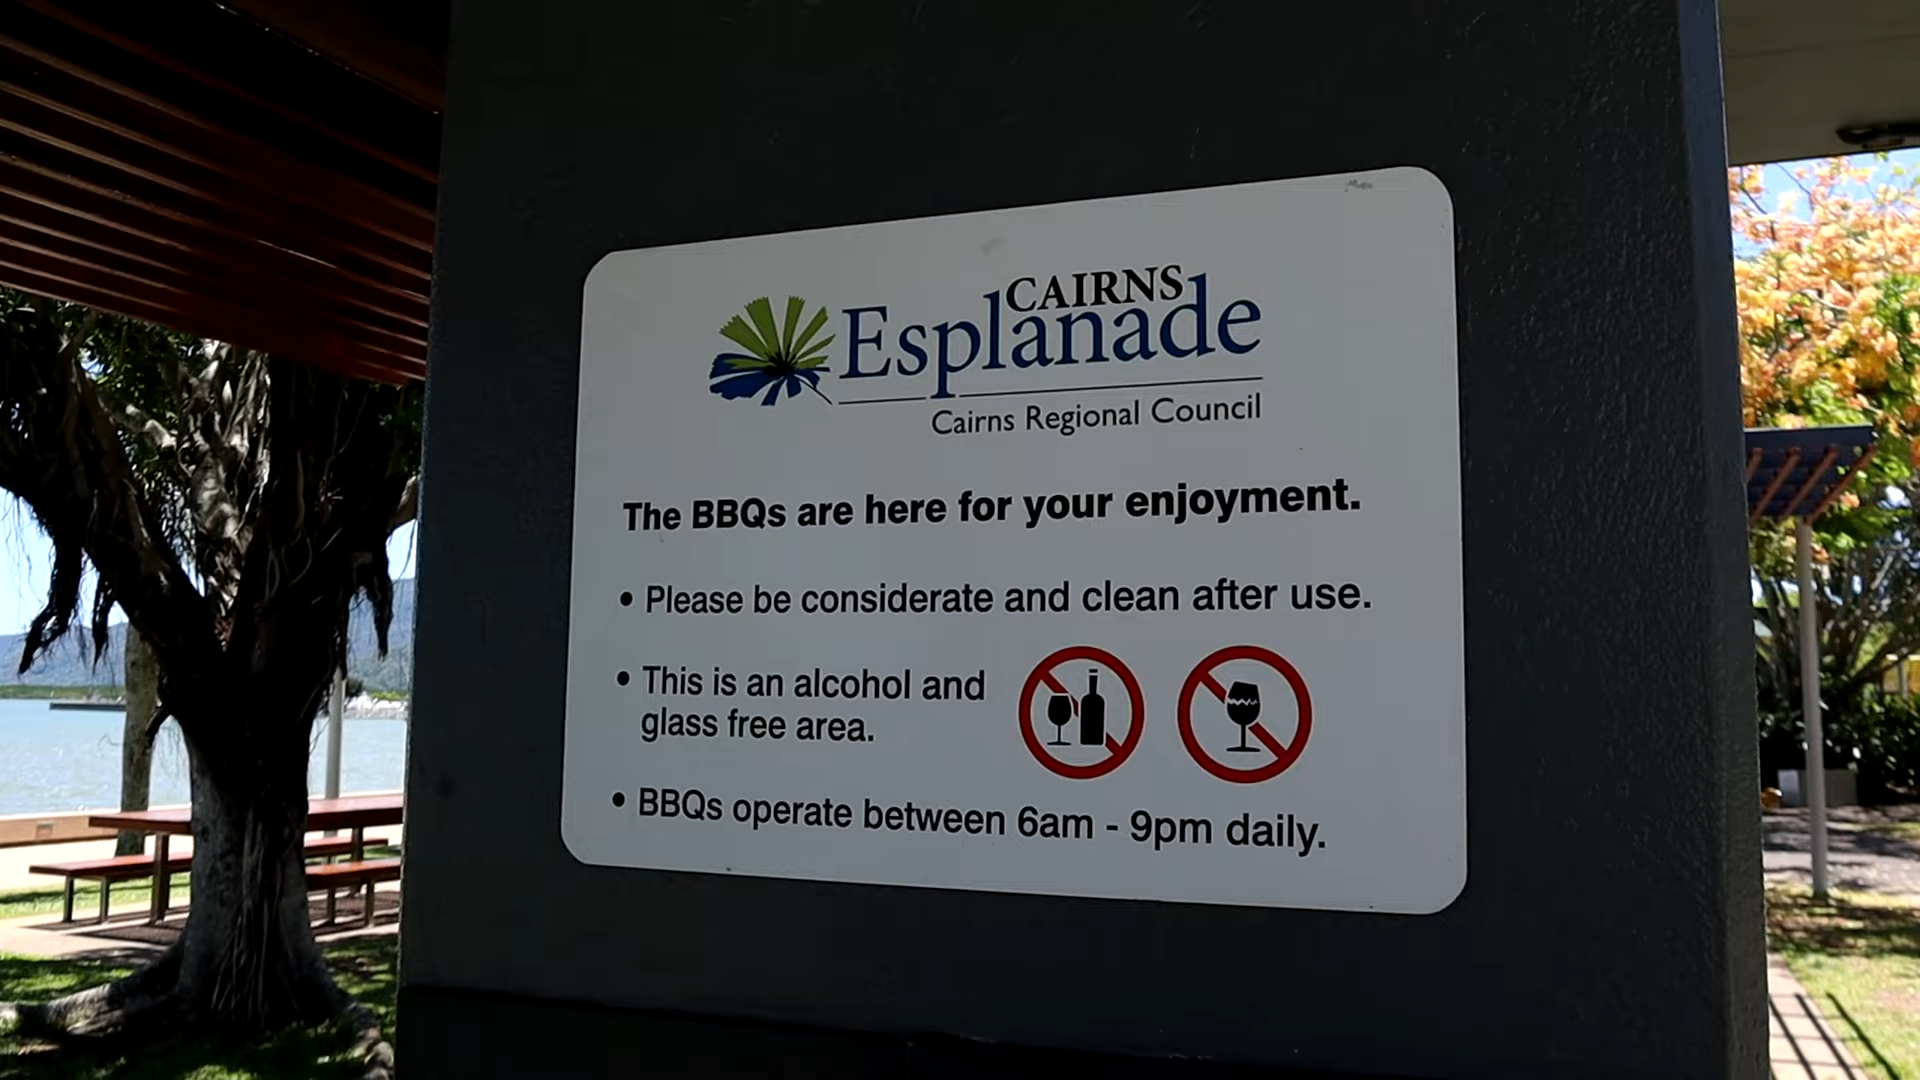 CAIRNS
Esplanade
Cairns Regional Council
The BBQs are here for your enjoyment.
• Please be considerate and clean after use.
• This is an alcohol and
glass free area.
• BBQs operate between 6am - 9pm daily.